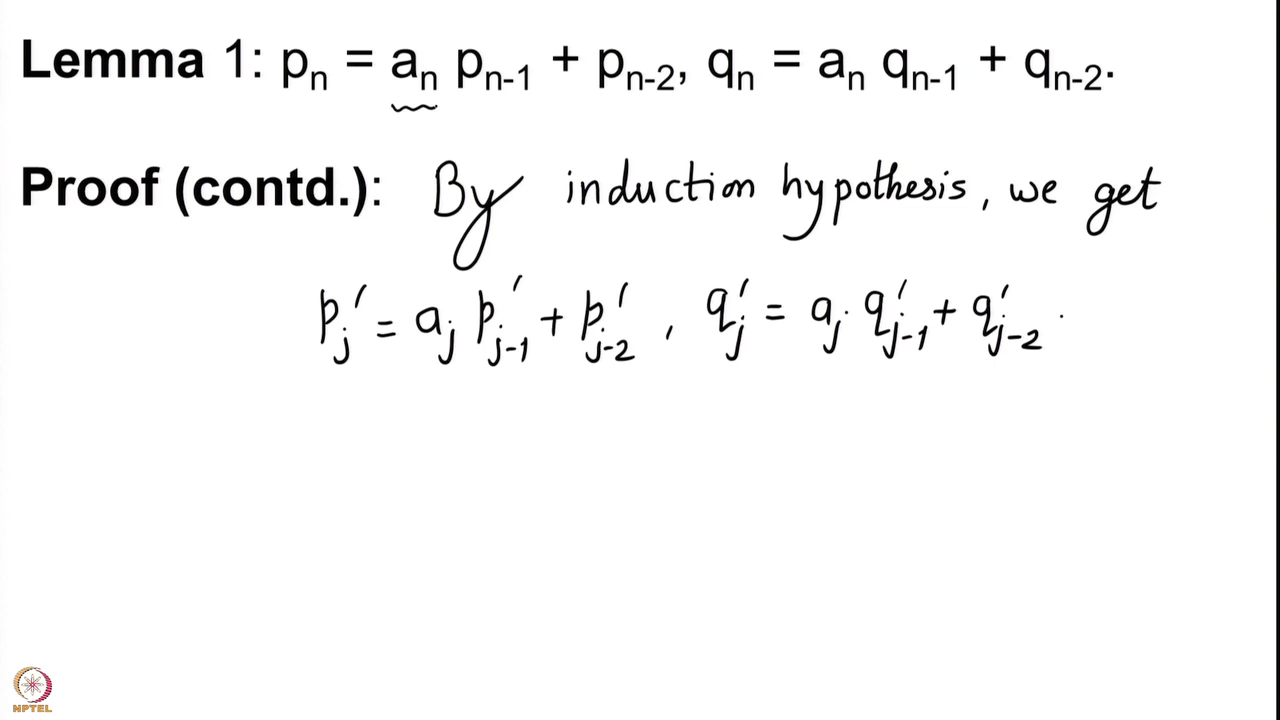 Lemma 1: pₙ = aₙ pₙ₋₁ + pₙ₋₂, qₙ = aₙ qₙ₋₁ + qₙ₋₂.
Proof (contd.): By induction hypothesis, we get
p'ⱼ = aⱼ p'ⱼ₋₁ + p'ⱼ₋₂ , q'ⱼ = aⱼ q'ⱼ₋₁ + q'ⱼ₋₂ .
NPTEL